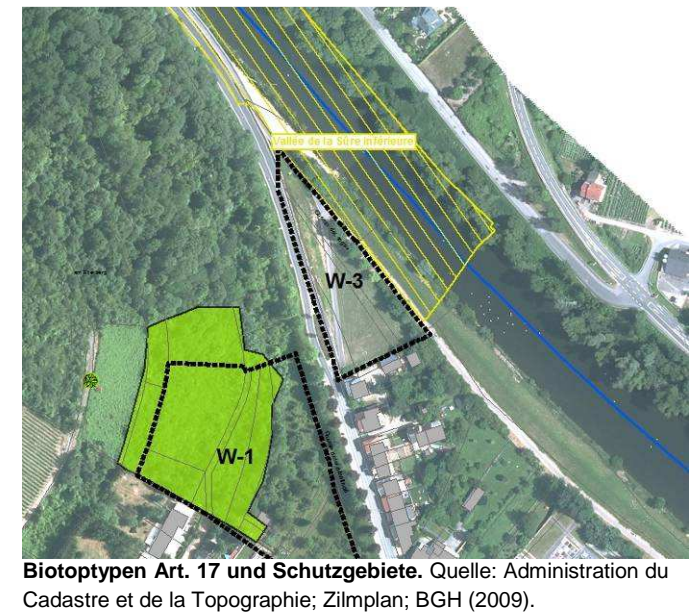 Vallée de la Sûre inférieure
W-3
W-1
Biotoptypen Art. 17 und Schutzgebiete. Quelle: Administration du
Cadastre et de la Topographie; Zilmplan; BGH (2009).